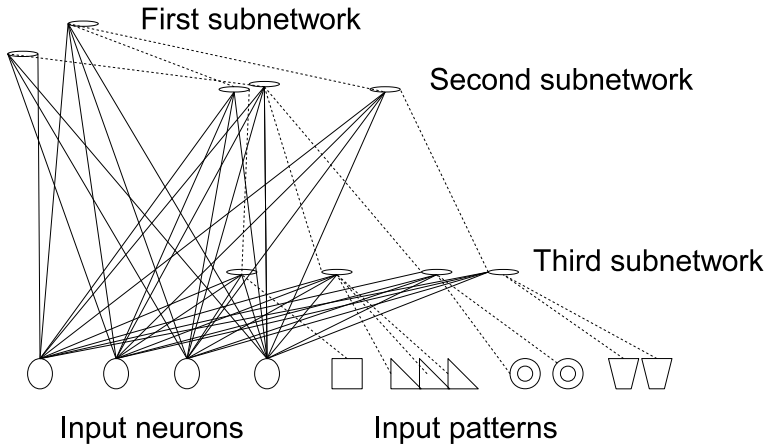 First subnetwork
Second subnetwork
Third subnetwork
Input neurons
Input patterns